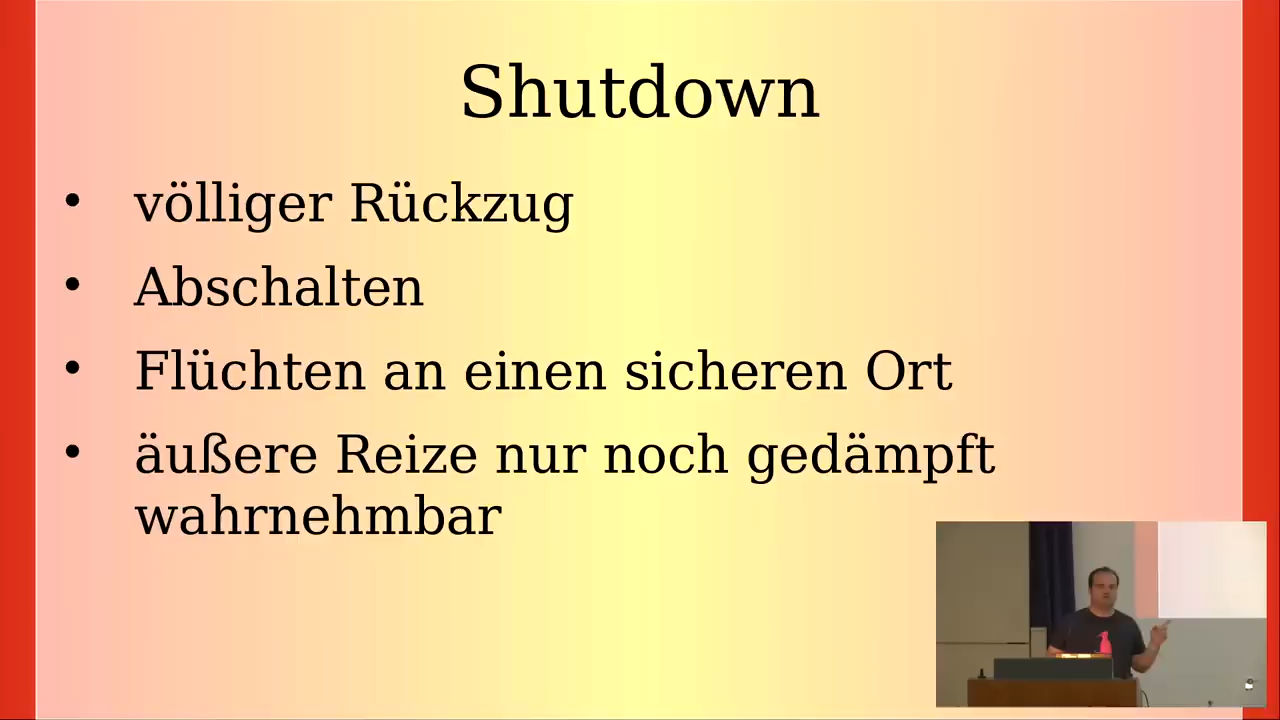 Shutdown
• völliger Rückzug
• Abschalten
• Flüchten an einen sicheren Ort
• äußere Reize nur noch gedämpft
wahrnehmbar